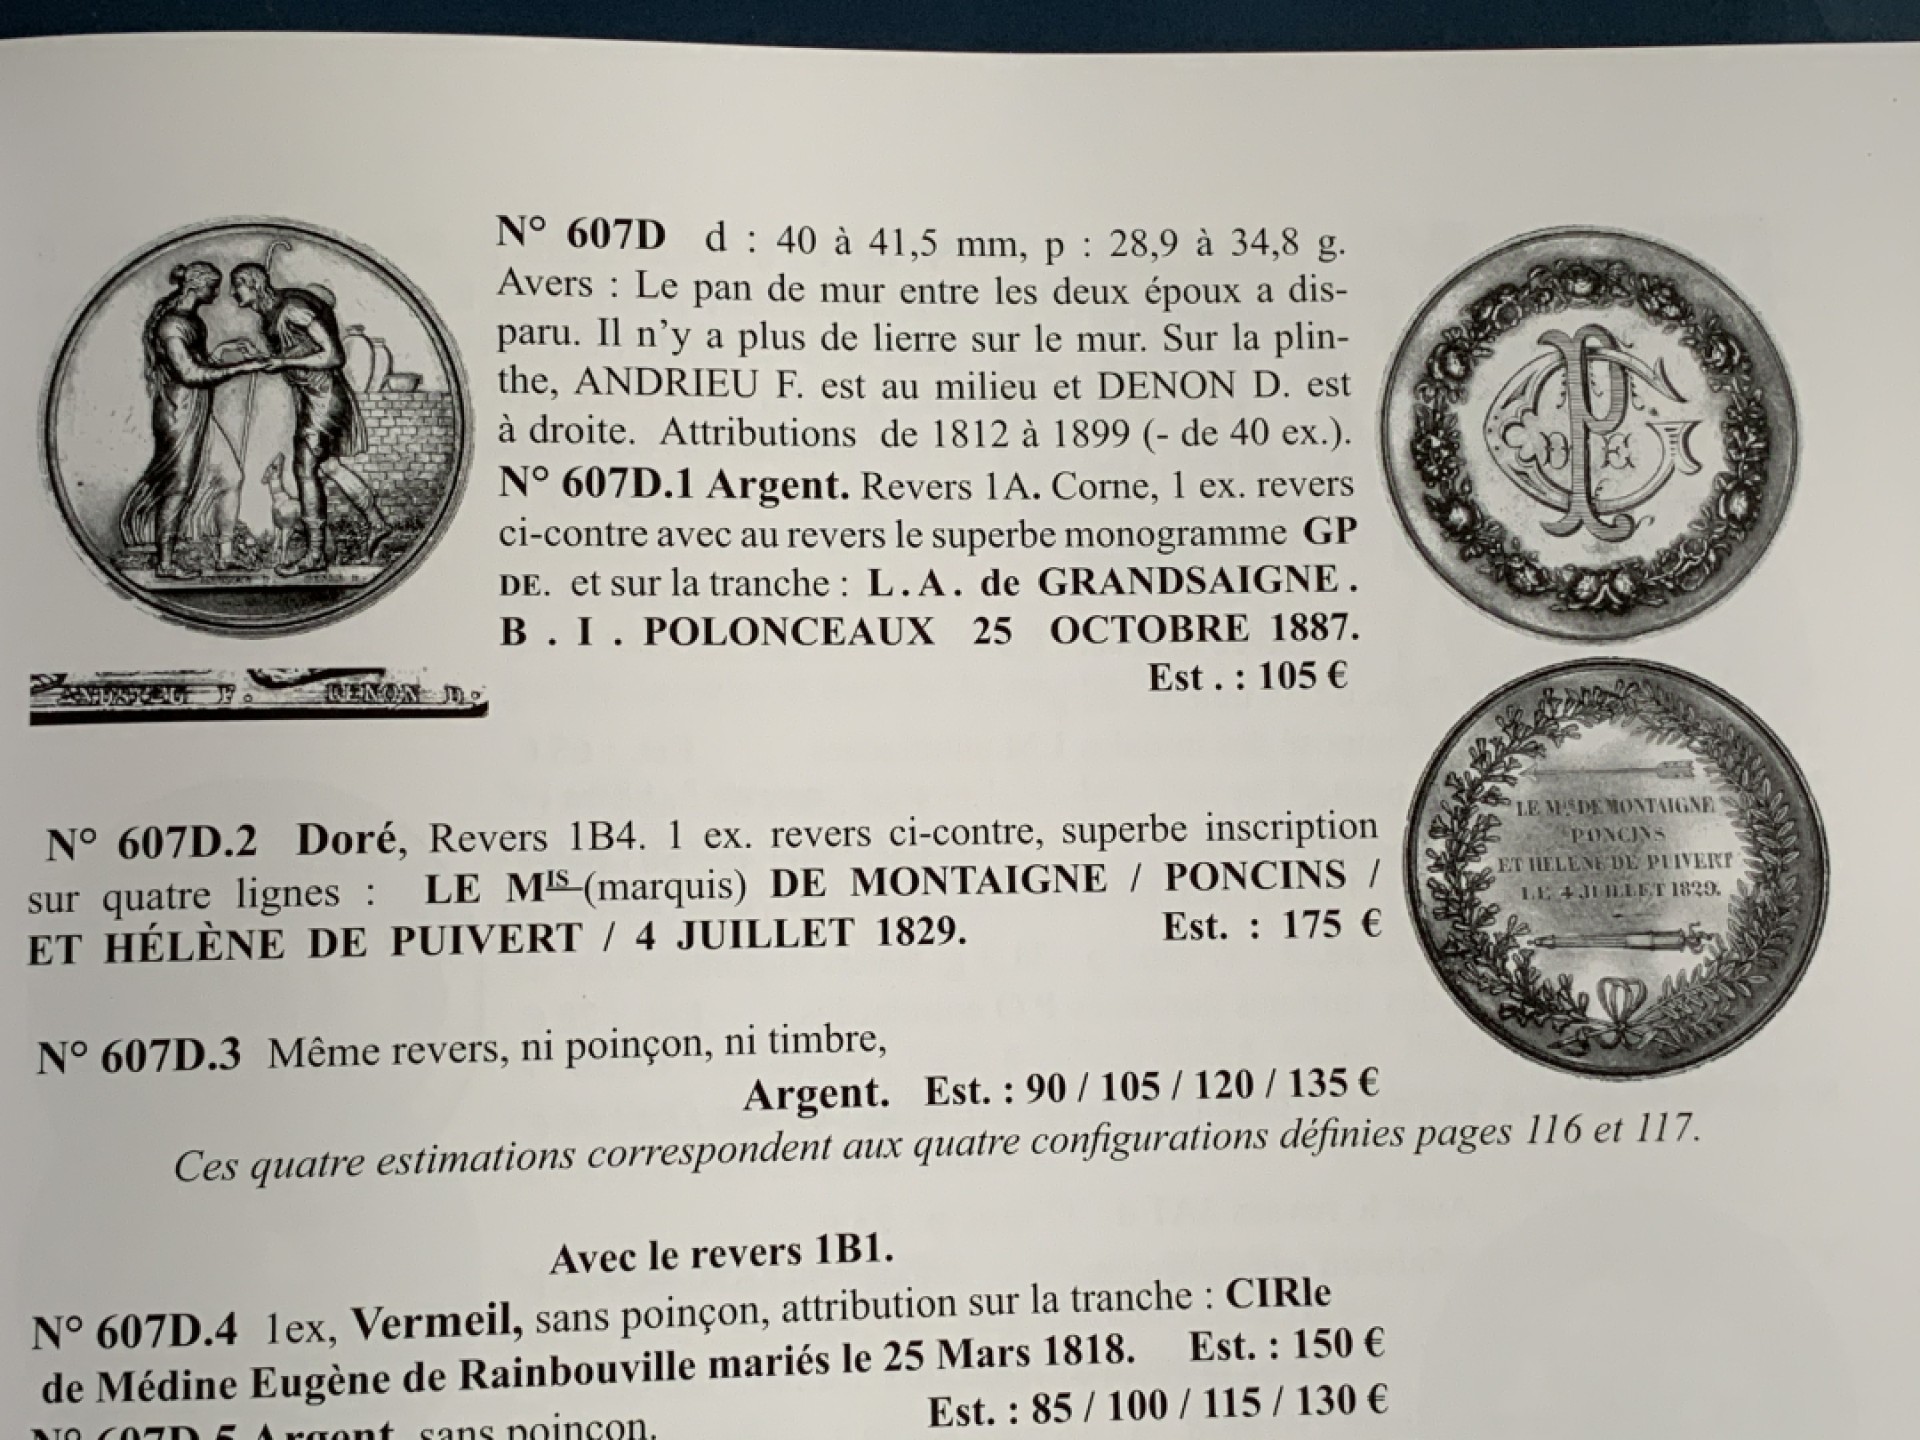 N° 607D d : 40 à 41,5 mm, p : 28,9 à 34,8 g.
Avers : Le pan de mur entre les deux époux a dis-
paru. Il n'y a plus de lierre sur le mur. Sur la plin-
the, ANDRIEU F. est au milieu et DENON D. est
à droite. Attributions de 1812 à 1899 (- de 40 ex.).
N° 607D.1 Argent. Revers 1A. Corne, 1 ex. revers
ci-contre avec au revers le superbe monogramme GP
DE. et sur la tranche : L.A. de GRANDSAIGNE.
B . I . POLONCEAUX 25 OCTOBRE 1887.
Est . : 105 €
F. DENON D.
DE
LE MIS DE MONTAIGNE
PONCINS
ET HELENE DE PUIVERT
LE 4 JUILLET 1829.
N° 607D.2 Doré, Revers 1B4. 1 ex. revers ci-contre, superbe inscription
sur quatre lignes : LE MIS (marquis) DE MONTAIGNE / PONCINS /
ET HÉLÈNE DE PUIVERT / 4 JUILLET 1829. Est. : 175 €
N° 607D.3 Même revers, ni poinçon, ni timbre,
Argent. Est. : 90 / 105 / 120 / 135 €
Ces quatre estimations correspondent aux quatre configurations définies pages 116 et 117.
Avec le revers 1B1.
N° 607D.4 1ex, Vermeil, sans poinçon, attribution sur la tranche : CIRle
de Médine Eugène de Rainbouville mariés le 25 Mars 1818. Est. : 150 €
N° 607D.5 Argent, sans poinçon. Est. : 85 / 100 / 115 / 130 €